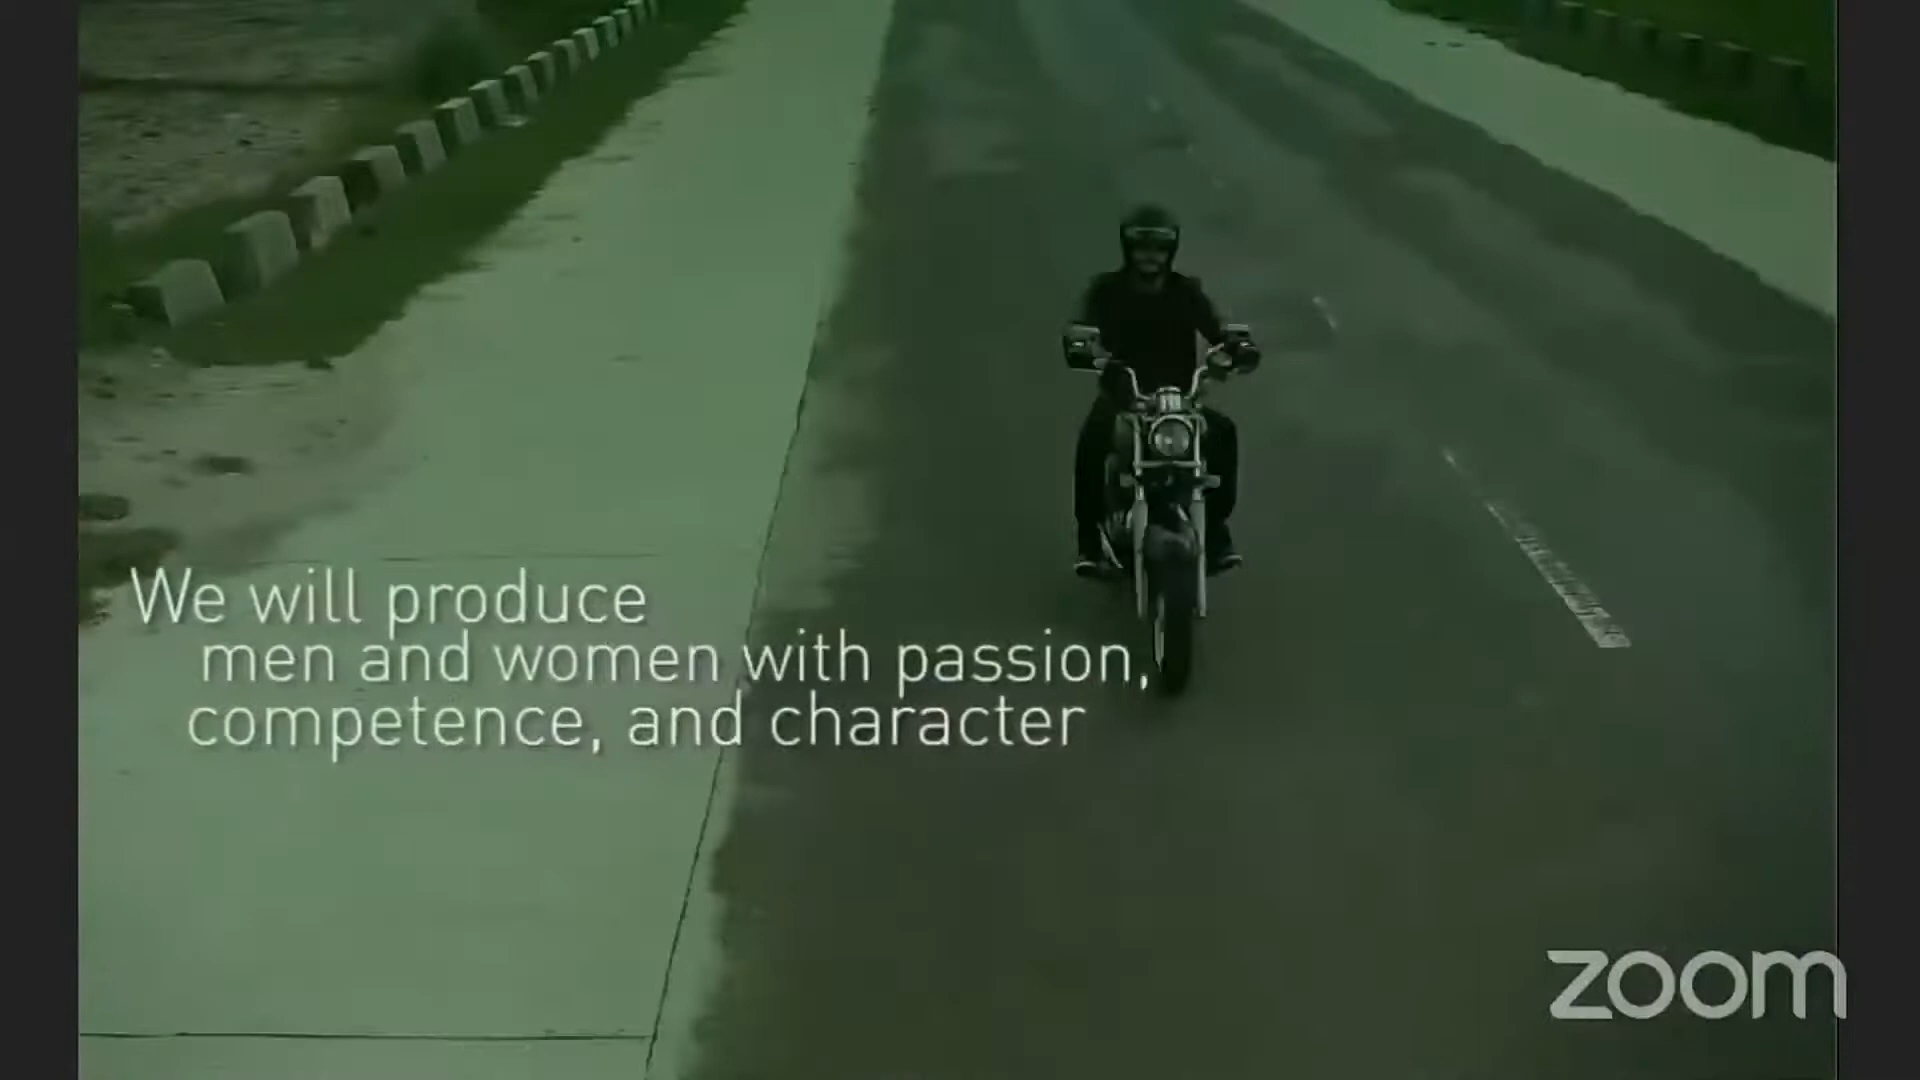 We will produce
men and women with passion,
competence, and character
zoom